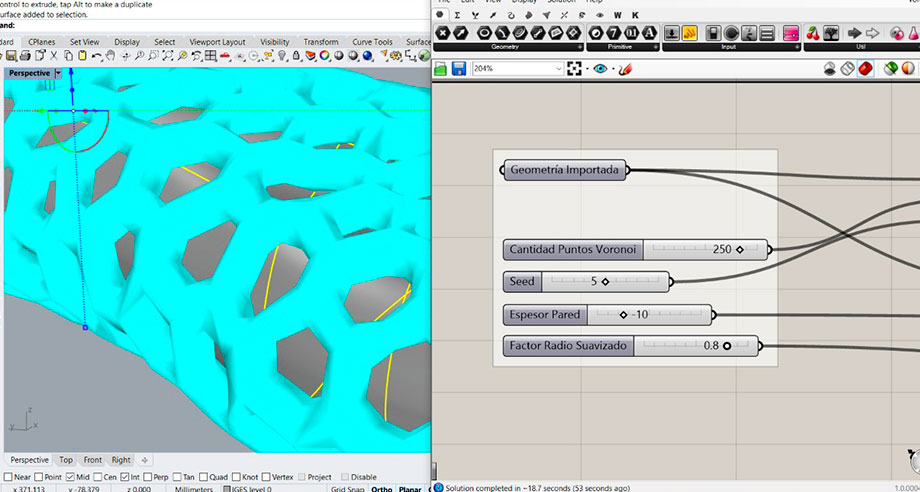 ontrol to extrude, tap Alt to make a duplicate
urface added to selection.
and:
dard CPlanes Set View Display Select Viewport Layout Visibility Transform Curve Tools Surface
Perspective
z
y x
Perspective Top Front Right
Near Point Mid Cen Int Perp Tan Quad Knot Vertex Project Disable
x 371.113 y -78.379 z 0.000 Millimeters IGES level 0 Grid Snap Ortho Planar
File Edit View Display Solution Help
W K
Geometry Primitive Input Util
204%
Geometría Importada
Cantidad Puntos Voronoi 250
Seed 5
Espesor Pared -10
Factor Radio Suavizado 0.8
Solution completed in ~18.7 seconds (53 seconds ago) 1.0.000